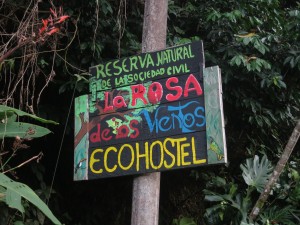 RESERVA NATURAL
DE LA SOCIEDAD CIVIL
La ROSA
de los Vientos
ECOHOSTEL